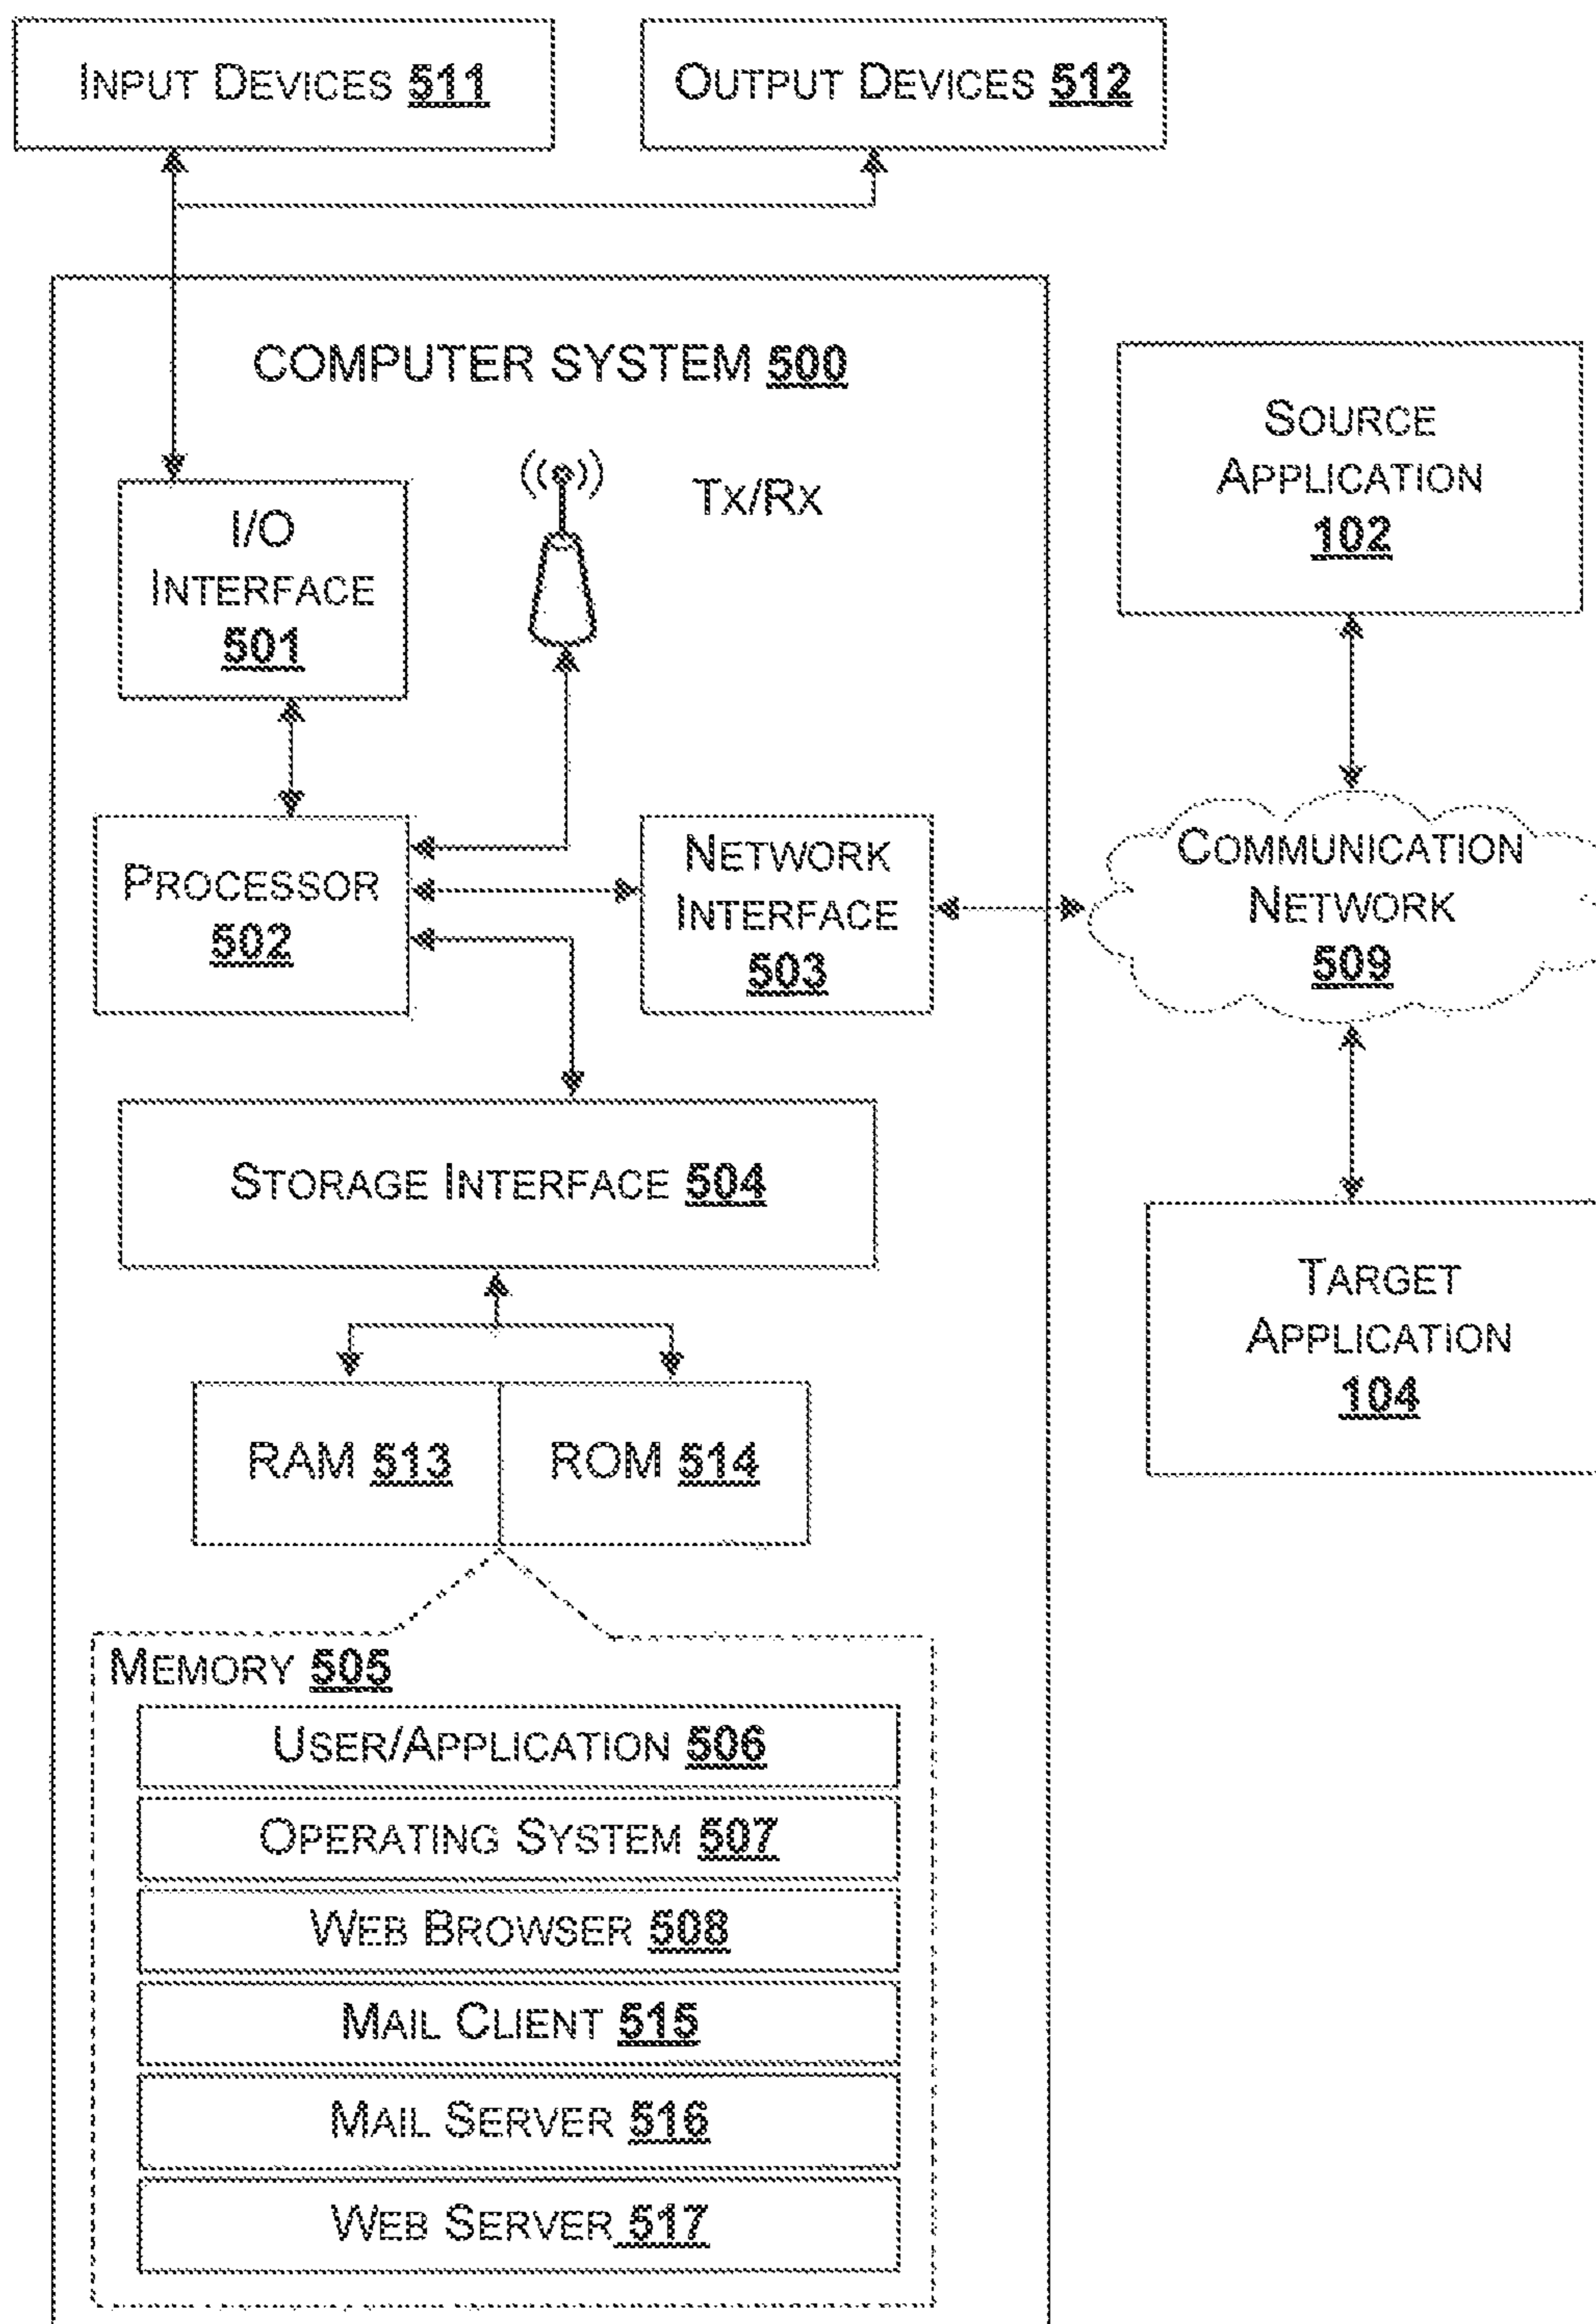 INPUT DEVICES 511
OUTPUT DEVICES 512
COMPUTER SYSTEM 500
I/O
INTERFACE
501
TX/RX
SOURCE
APPLICATION
102
PROCESSOR
502
NETWORK
INTERFACE
503
COMMUNICATION
NETWORK
509
STORAGE INTERFACE 504
TARGET
APPLICATION
104
RAM 513
ROM 514
MEMORY 505
USER/APPLICATION 506
OPERATING SYSTEM 507
WEB BROWSER 508
MAIL CLIENT 515
MAIL SERVER 516
WEB SERVER 517